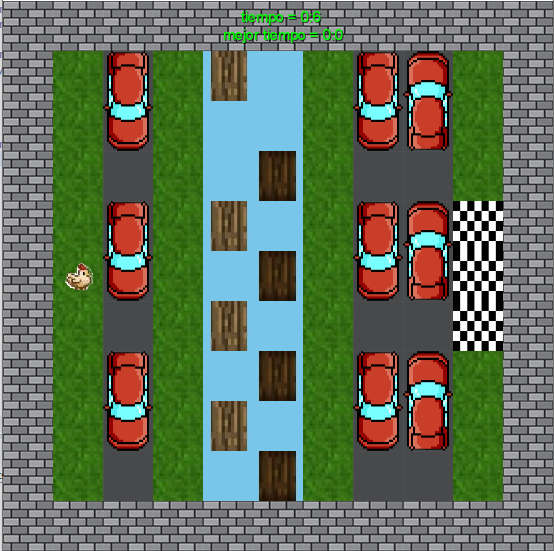 tiempo = 0:6
mejor tiempo = 0:0